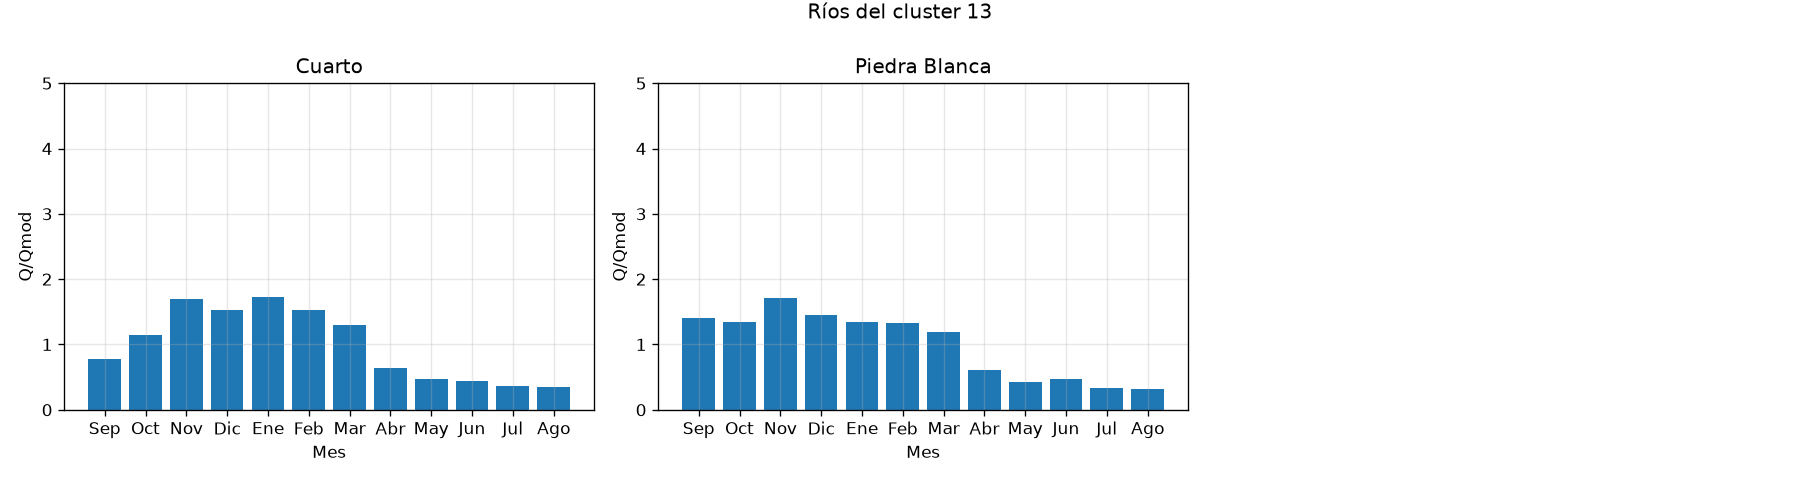 Ríos del cluster 13
Cuarto
5
4
3
2
1
0
Q/Qmod
Sep Oct Nov Dic Ene Feb Mar Abr May Jun Jul Ago
Mes
Piedra Blanca
5
4
3
2
1
0
Q/Qmod
Sep Oct Nov Dic Ene Feb Mar Abr May Jun Jul Ago
Mes